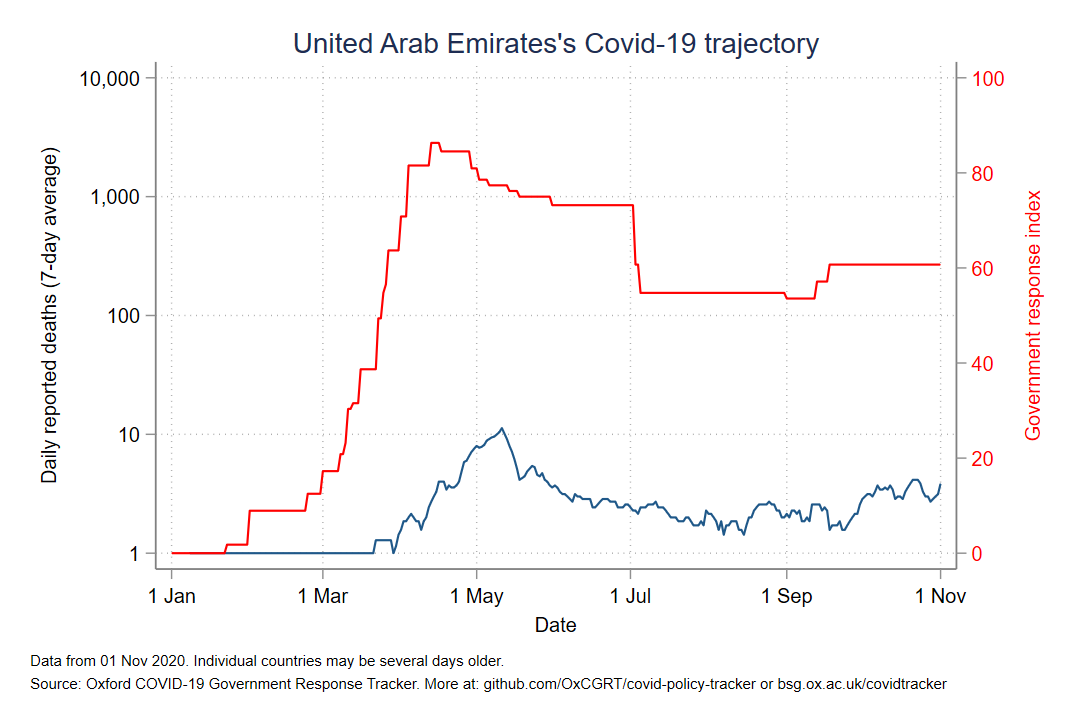 United Arab Emirates's Covid-19 trajectory
10,000
1,000
100
10
1
Daily reported deaths (7-day average)
100
80
60
40
20
0
Government response index
1 Jan 1 Mar 1 May 1 Jul 1 Sep 1 Nov
Date
Data from 01 Nov 2020. Individual countries may be several days older.
Source: Oxford COVID-19 Government Response Tracker. More at: github.com/OxCGRT/covid-policy-tracker or bsg.ox.ac.uk/covidtracker